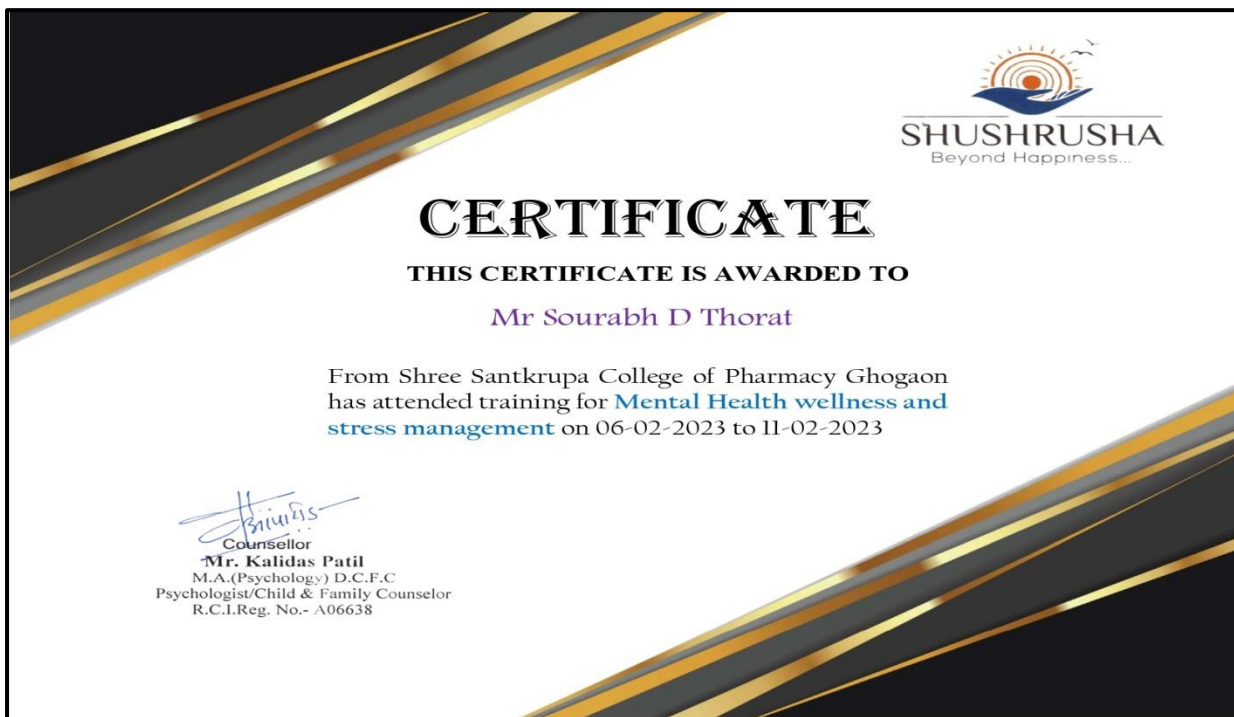 SHUSHRUSHA
Beyond Happiness...
CERTIFICATE
THIS CERTIFICATE IS AWARDED TO
Mr Sourabh D Thorat
From Shree Santkrupa College of Pharmacy Ghogaon
has attended training for Mental Health wellness and
stress management on 06-02-2023 to 11-02-2023
Counsellor
Mr. Kalidas Patil
M.A.(Psychology) D.C.F.C
Psychologist/Child & Family Counselor
R.C.I.Reg. No.- A06638